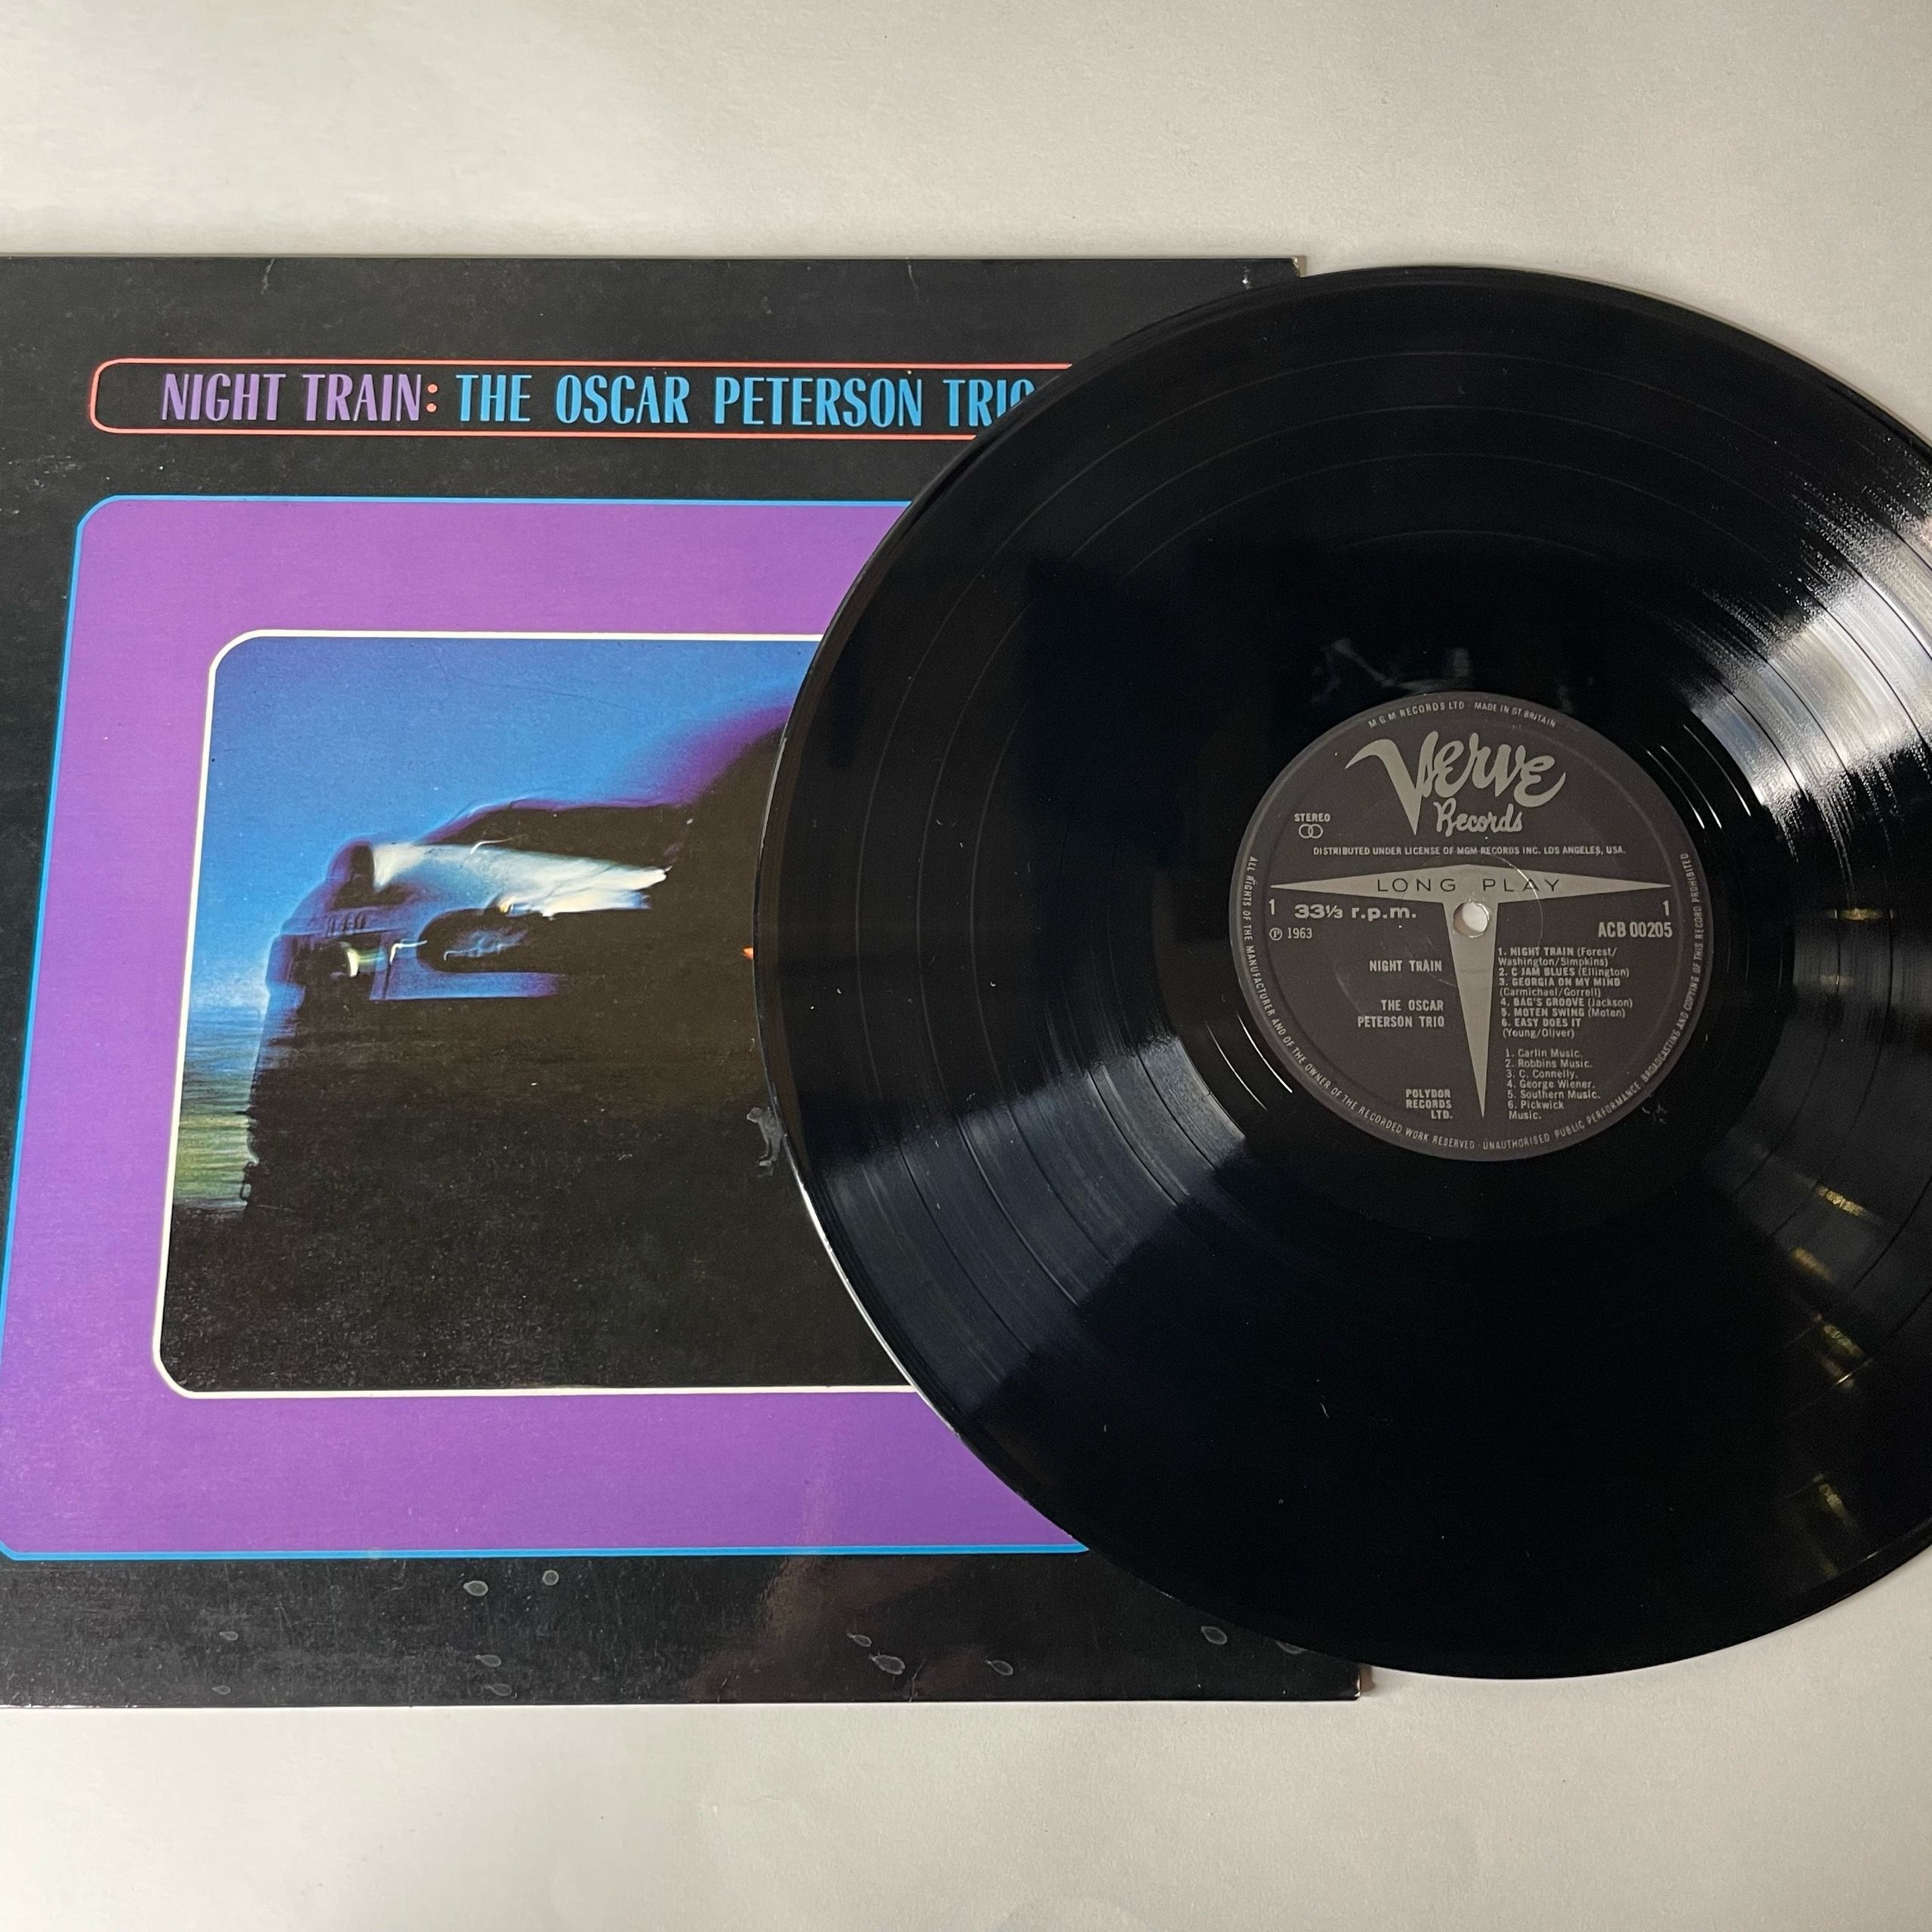 NIGHT TRAIN: THE OSCAR PETERSON TRIO
M G M RECORDS LTD · MADE IN GT BRITAIN
Verve
Records
STEREO
DISTRIBUTED UNDER LICENSE OF MGM RECORDS INC. LOS ANGELES, USA.
LONG PLAY
1 33⅓ r.p.m. 1
Ⓟ 1963
ACB 00205
NIGHT TRAIN
THE OSCAR
PETERSON TRIO
1. NIGHT TRAIN (Forest/
Washington/Simpkins)
2. C JAM BLUES (Ellington)
3. GEORGIA ON MY MIND
(Carmichael/Gorrell)
4. BAG'S GROOVE (Jackson)
5. MOTEN SWING (Moten)
6. EASY DOES IT
(Young/Oliver)
1. Carlin Music.
2. Robbins Music.
3. C. Connelly.
4. George Wiener.
5. Southern Music.
6. Pickwick
Music.
POLYDOR
RECORDS
LTD.
ALL RIGHTS OF THE MANUFACTURER AND OF THE OWNER OF THE RECORDED WORK RESERVED · UNAUTHORISED PUBLIC PERFORMANCE BROADCASTING AND COPYING OF THIS RECORD PROHIBITED